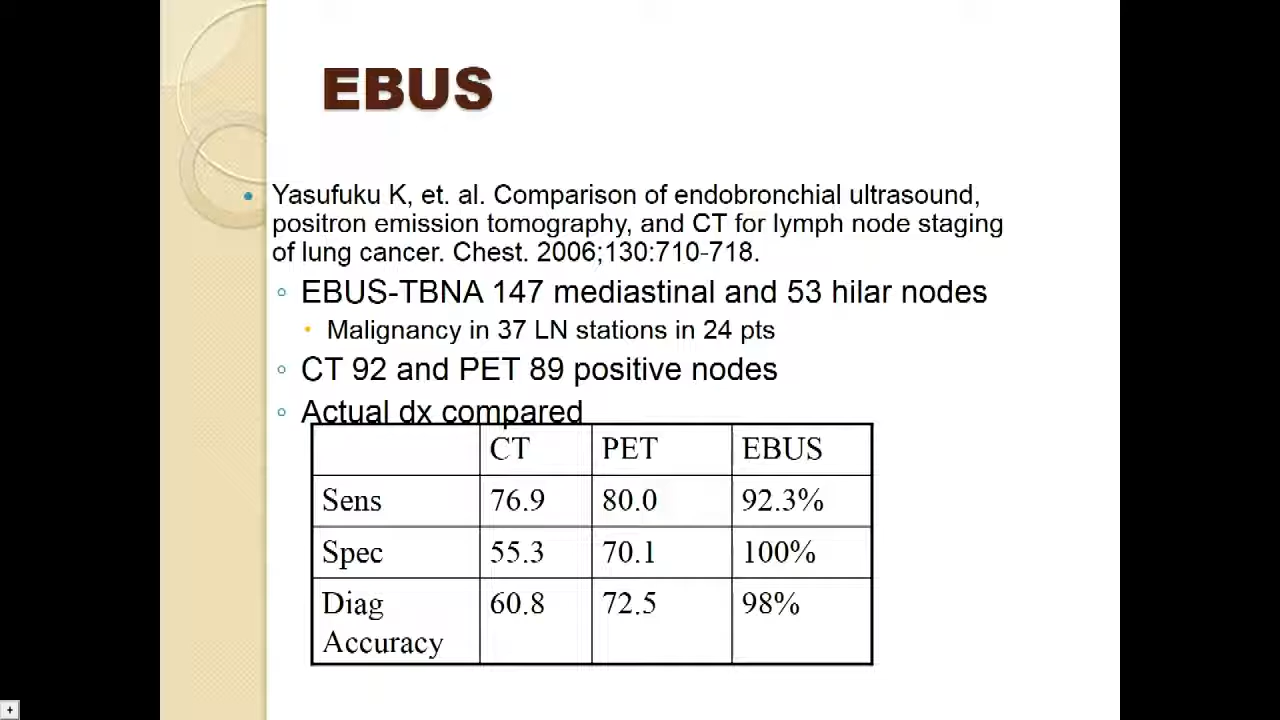 EBUS
Yasufuku K, et. al. Comparison of endobronchial ultrasound,
positron emission tomography, and CT for lymph node staging
of lung cancer. Chest. 2006;130:710-718.
EBUS-TBNA 147 mediastinal and 53 hilar nodes
Malignancy in 37 LN stations in 24 pts
CT 92 and PET 89 positive nodes
Actual dx compared
CT PET EBUS
Sens 76.9 80.0 92.3%
Spec 55.3 70.1 100%
Diag 60.8 72.5 98%
Accuracy